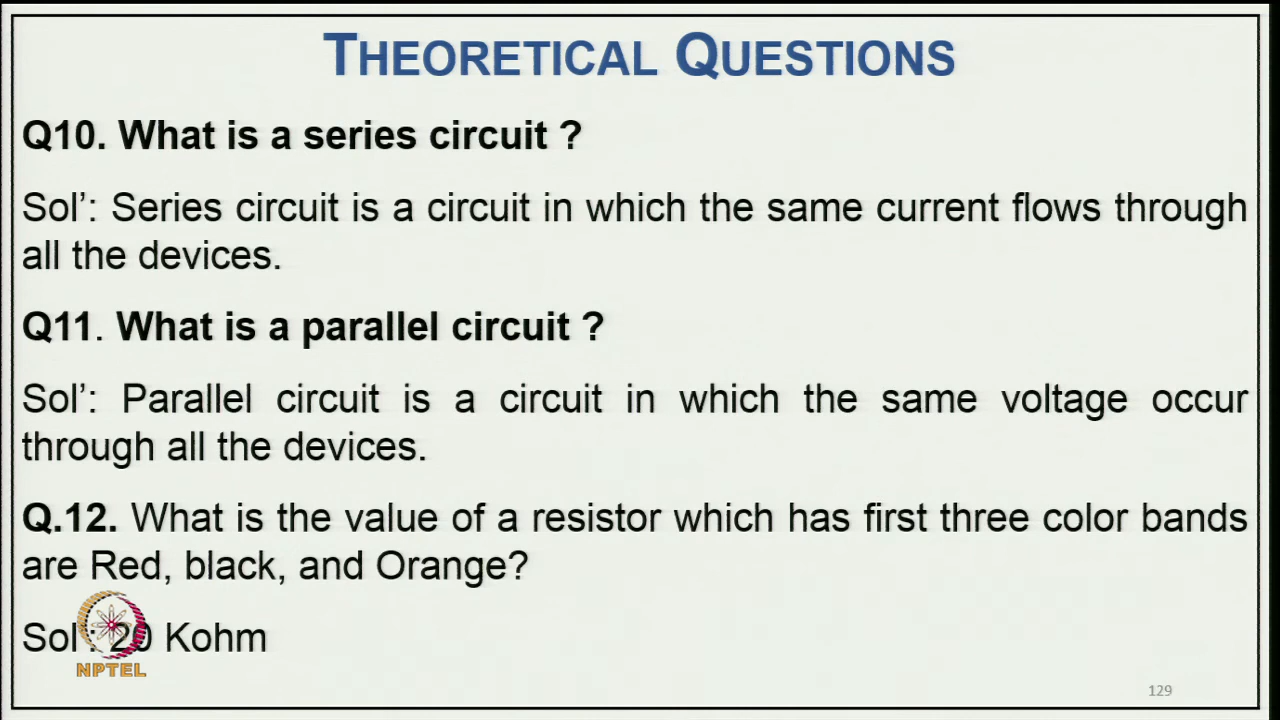 THEORETICAL QUESTIONS
Q10. What is a series circuit ?
Sol': Series circuit is a circuit in which the same current flows through
all the devices.
Q11. What is a parallel circuit ?
Sol': Parallel circuit is a circuit in which the same voltage occur
through all the devices.
Q.12. What is the value of a resistor which has first three color bands
are Red, black, and Orange?
Sol': 20 Kohm
NPTEL
129